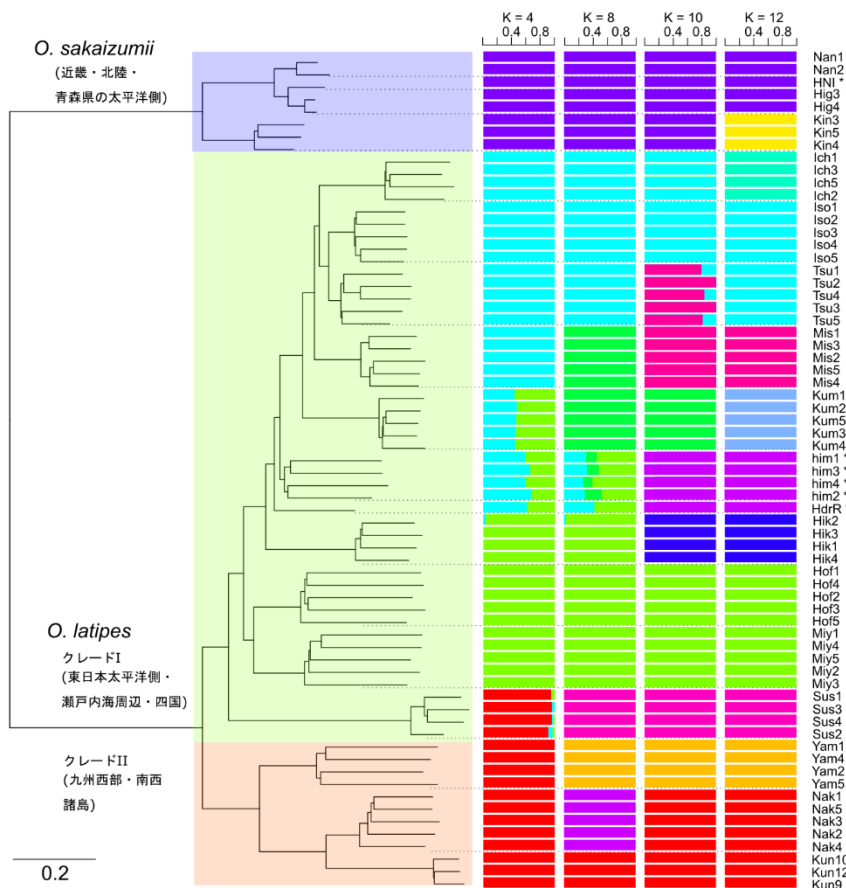 K = 4
K = 8
K = 10
K = 12
0.4 0.8
0.4 0.8
0.4 0.8
0.4 0.8
O. sakaizumii
(近畿・北陸・
青森県の太平洋側)
Nan1
Nan2
HNI *
Hig3
Hig4
Kin3
Kin5
Kin4
Ich1
Ich3
Ich5
Ich2
Iso1
Iso2
Iso3
Iso4
Iso5
Tsu1
Tsu2
Tsu4
Tsu3
Tsu5
Mis1
Mis3
Mis2
Mis5
Mis4
Kum1
Kum2
Kum5
Kum3
Kum4
him1 *
him3 *
him4 *
him2 *
HdrR
Hik2
Hik3
Hik1
Hik4
Hof1
Hof4
Hof2
Hof3
Hof5
O. latipes
クレードI
(東日本太平洋側・
瀬戸内海周辺・四国)
Miy1
Miy4
Miy5
Miy2
Miy3
Sus1
Sus3
Sus4
Sus2
クレードII
(九州西部・南西
諸島)
Yam1
Yam4
Yam2
Yam5
Nak1
Nak5
Nak3
Nak2
Nak4
Kun10
Kun12
Kun9
0.2